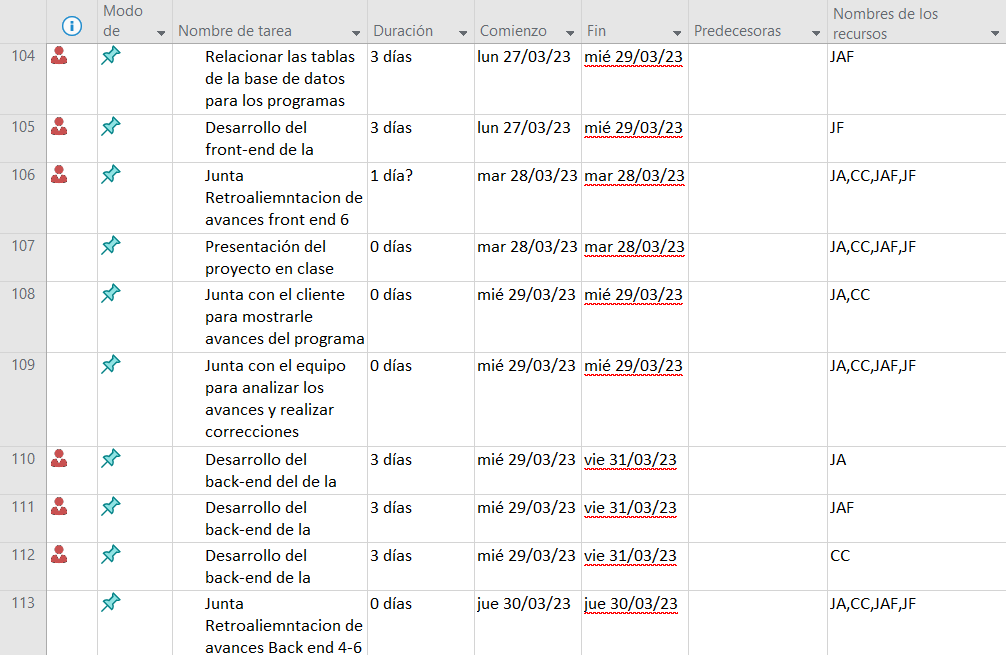 Modo de
Nombre de tarea
Duración
Comienzo
Fin
Predecesoras
Nombres de los recursos
104 Relacionar las tablas de la base de datos para los programas 3 días lun 27/03/23 mié 29/03/23 JAF
105 Desarrollo del front-end de la 3 días lun 27/03/23 mié 29/03/23 JF
106 Junta Retroaliemntacion de avances front end 6 1 día? mar 28/03/23 mar 28/03/23 JA,CC,JAF,JF
107 Presentación del proyecto en clase 0 días mar 28/03/23 mar 28/03/23 JA,CC,JAF,JF
108 Junta con el cliente para mostrarle avances del programa 0 días mié 29/03/23 mié 29/03/23 JA,CC
109 Junta con el equipo para analizar los avances y realizar correcciones 0 días mié 29/03/23 mié 29/03/23 JA,CC,JAF,JF
110 Desarrollo del back-end del de la 3 días mié 29/03/23 vie 31/03/23 JA
111 Desarrollo del back-end de la 3 días mié 29/03/23 vie 31/03/23 JAF
112 Desarrollo del back-end de la 3 días mié 29/03/23 vie 31/03/23 CC
113 Junta Retroaliemntacion de avances Back end 4-6 0 días jue 30/03/23 jue 30/03/23 JA,CC,JAF,JF